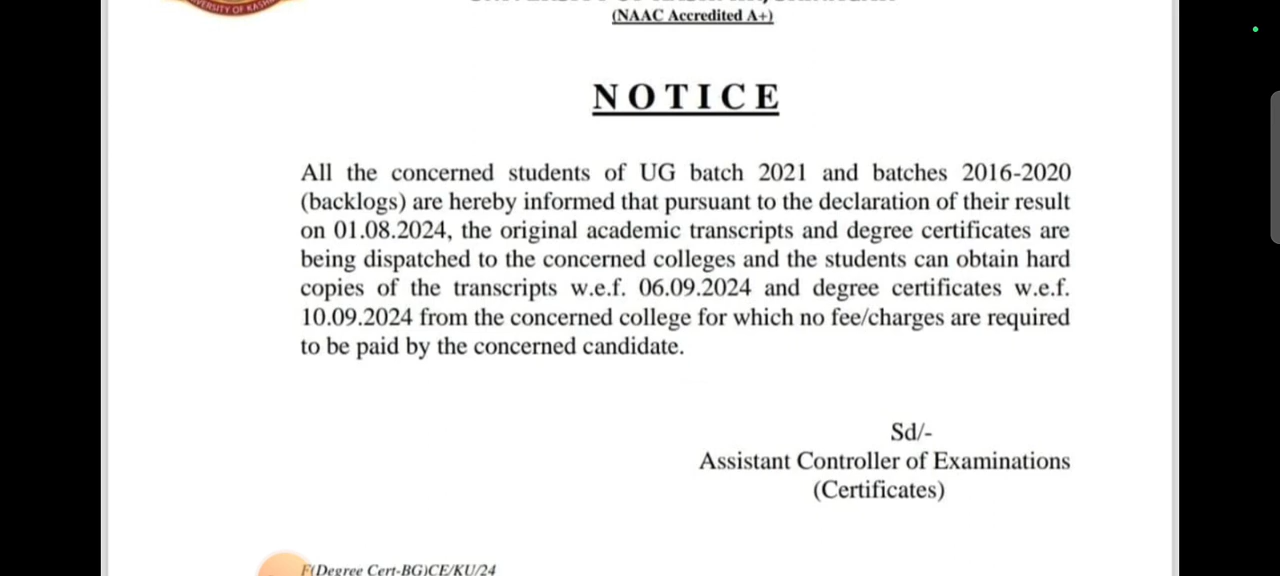 (NAAC Accredited A+)
NOTICE
All the concerned students of UG batch 2021 and batches 2016-2020
(backlogs) are hereby informed that pursuant to the declaration of their result
on 01.08.2024, the original academic transcripts and degree certificates are
being dispatched to the concerned colleges and the students can obtain hard
copies of the transcripts w.e.f. 06.09.2024 and degree certificates w.e.f.
10.09.2024 from the concerned college for which no fee/charges are required
to be paid by the concerned candidate.
Sd/-
Assistant Controller of Examinations
(Certificates)
F(Degree Cert-BG)CE/KU/24